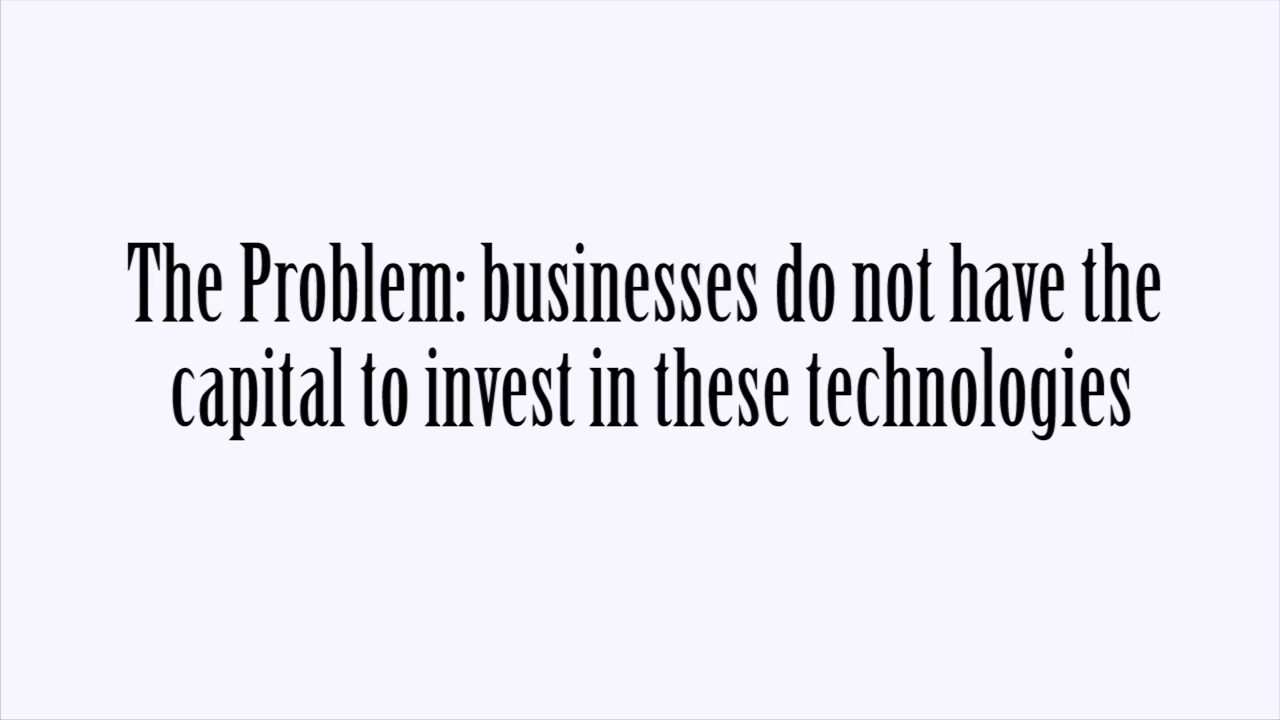 The Problem: businesses do not have the
capital to invest in these technologies